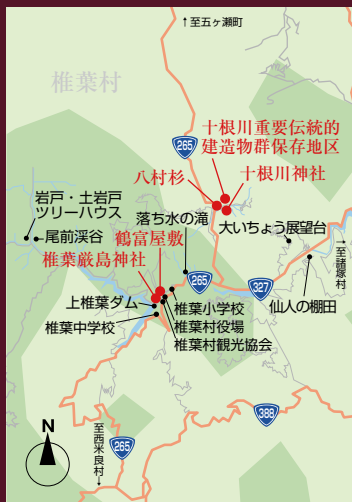 ↑至五ヶ瀬町
椎葉村
265
十根川重要伝統的
建造物群保存地区
八村杉
十根川神社
岩戸・土岩戸
ツリーハウス
尾前渓谷
落ち水の滝
大いちょう展望台
鶴富屋敷
椎葉厳島神社
265
327
→至諸塚村
仙人の棚田
上椎葉ダム
椎葉中学校
椎葉小学校
椎葉村役場
椎葉村観光協会
388
N
265
至西米良村→